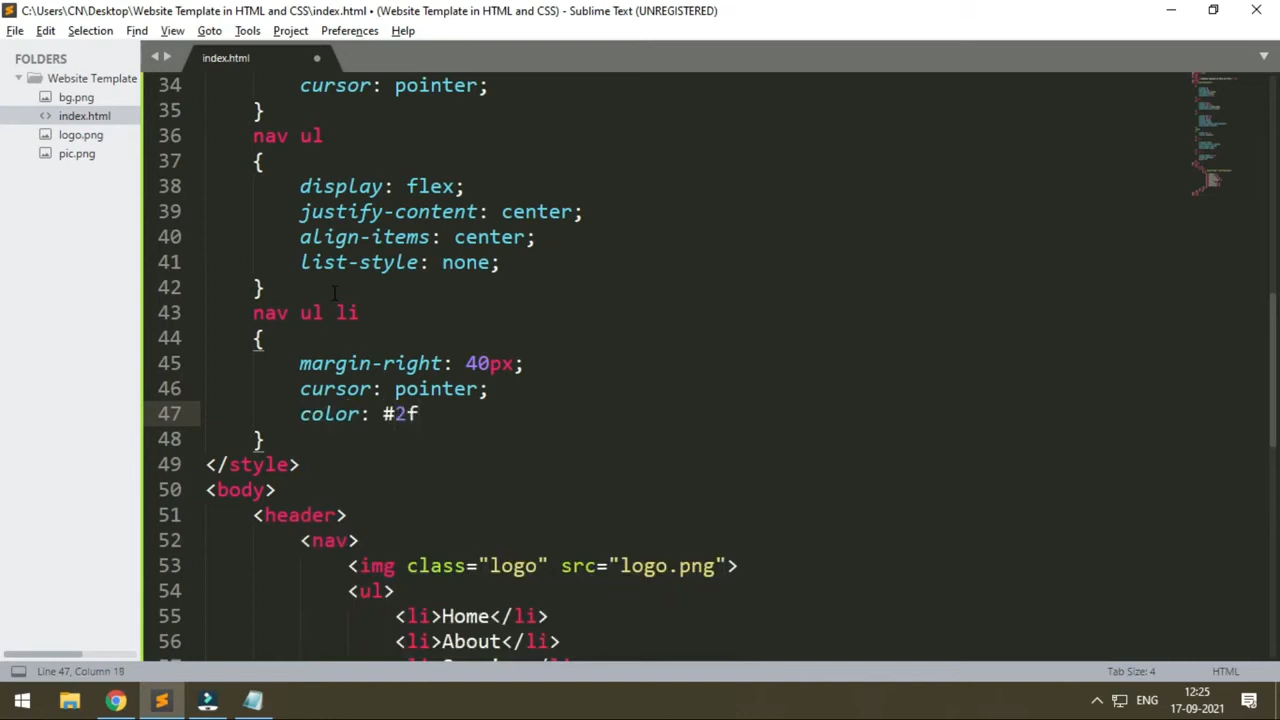 C:\Users\CN\Desktop\Website Template in HTML and CSS\index.html • (Website Template in HTML and CSS) - Sublime Text (UNREGISTERED)
File Edit Selection Find View Goto Tools Project Preferences Help
FOLDERS
Website Template
bg.png
index.html
logo.png
pic.png
index.html
34 cursor: pointer;
35 }
36 nav ul
37 {
38 display: flex;
39 justify-content: center;
40 align-items: center;
41 list-style: none;
42 }
43 nav ul li
44 {
45 margin-right: 40px;
46 cursor: pointer;
47 color: #2f
48 }
49 </style>
50 <body>
51 <header>
52 <nav>
53 <img class="logo" src="logo.png">
54 <ul>
55 <li>Home</li>
56 <li>About</li>
Line 47, Column 19
Tab Size: 4
HTML
ENG
12:25
17-09-2021